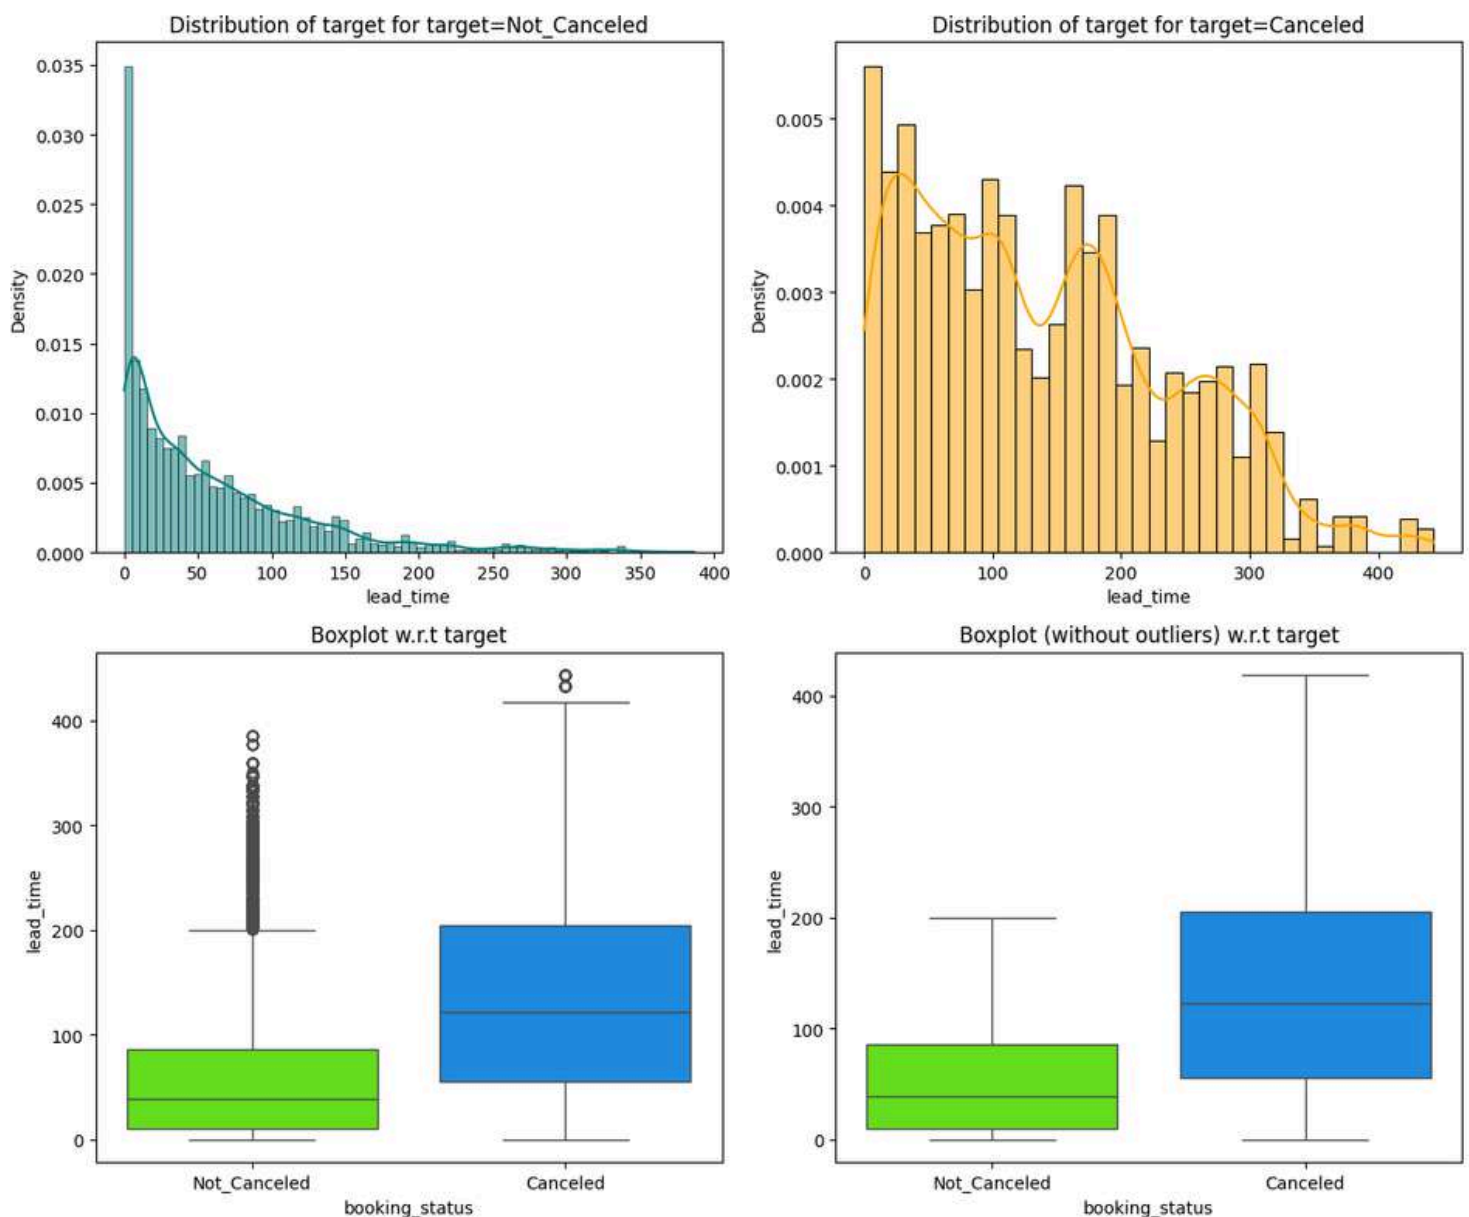 Distribution of target for target=Not_Canceled
0.035
0.030
0.025
0.020
0.015
0.010
0.005
0.000
Density
0 50 100 150 200 250 300 350 400
lead_time
Distribution of target for target=Canceled
0.005
0.004
0.003
0.002
0.001
0.000
Density
0 100 200 300 400
lead_time
Boxplot w.r.t target
400
300
200
100
0
lead_time
Not_Canceled Canceled
booking_status
Boxplot (without outliers) w.r.t target
400
300
200
100
0
lead_time
Not_Canceled Canceled
booking_status